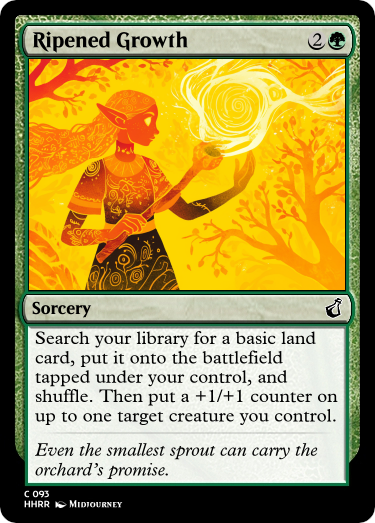 Ripened Growth 2
Sorcery
Search your library for a basic land
card, put it onto the battlefield
tapped under your control, and
shuffle. Then put a +1/+1 counter on
up to one target creature you control.
Even the smallest sprout can carry the
orchard's promise.
C 093
HHRR Midjourney